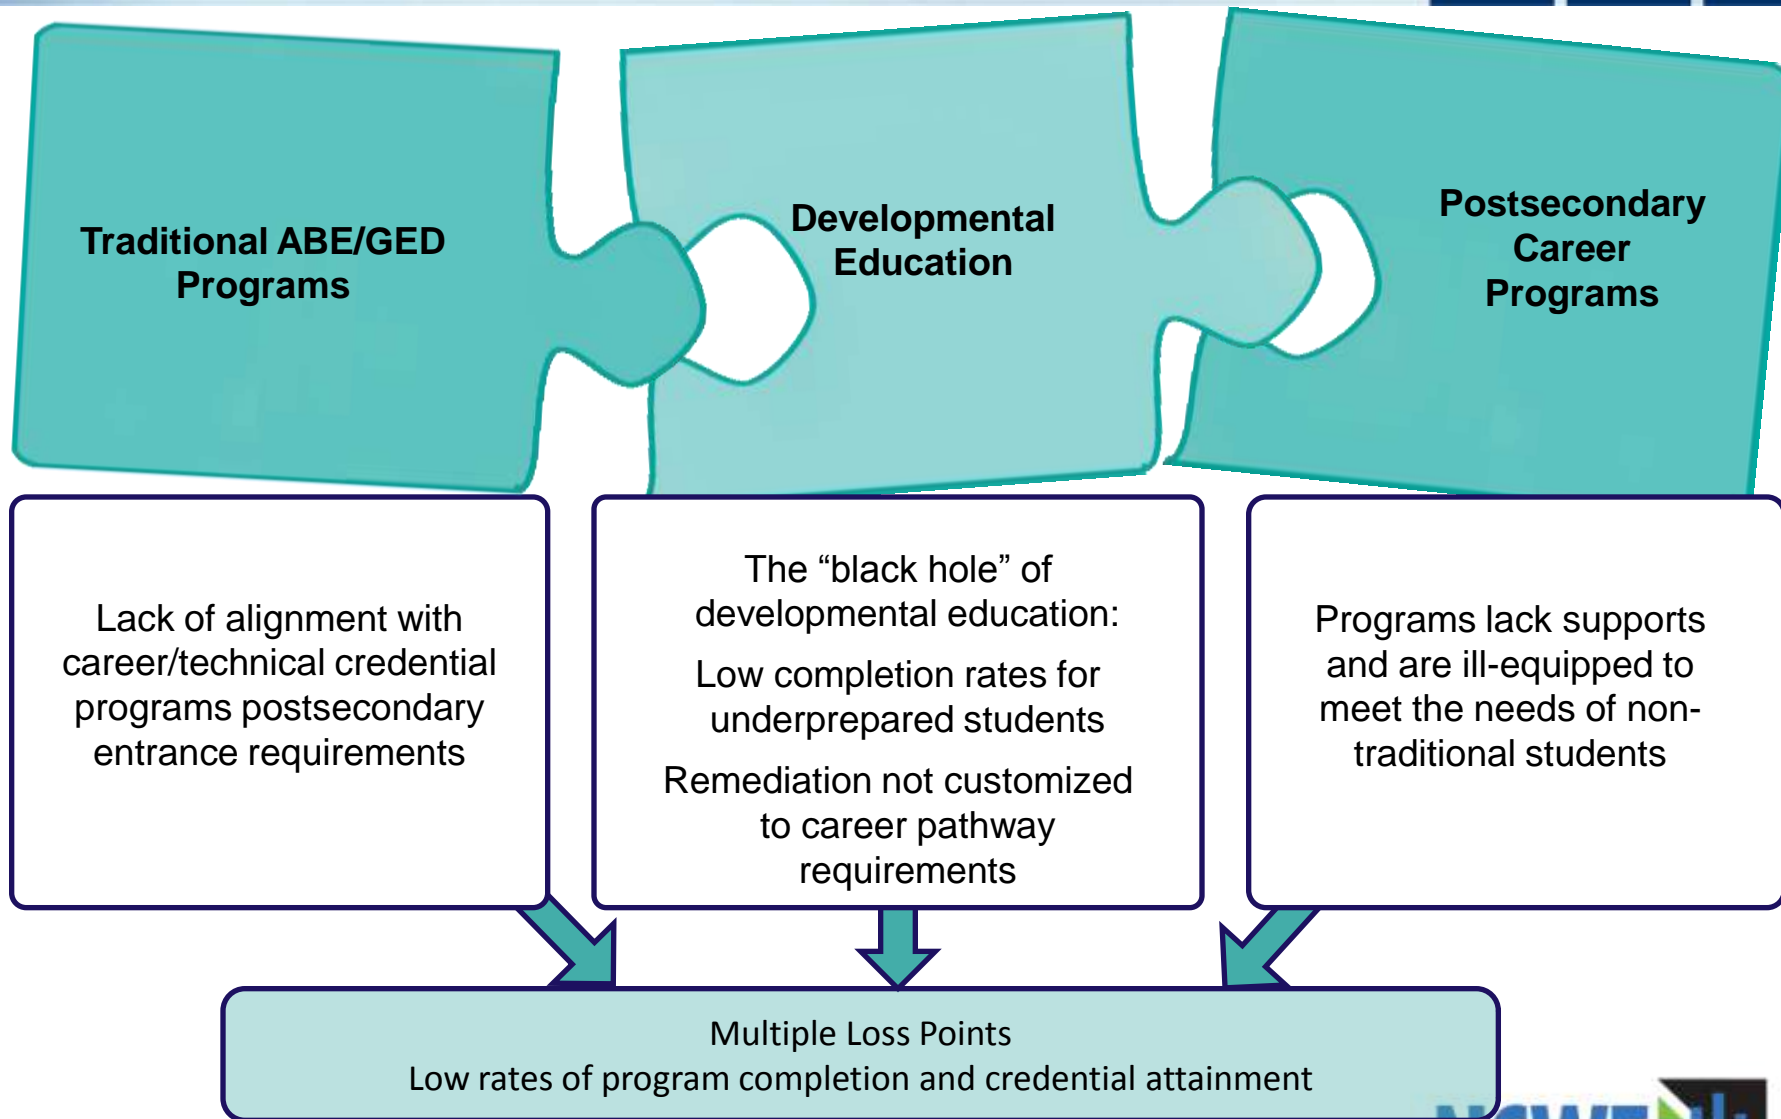 Traditional ABE/GED
Programs
Developmental
Education
Postsecondary
Career
Programs
Lack of alignment with
career/technical credential
programs postsecondary
entrance requirements
The “black hole” of
developmental education:
Low completion rates for
underprepared students
Remediation not customized
to career pathway
requirements
Programs lack supports
and are ill-equipped to
meet the needs of non-
traditional students
Multiple Loss Points
Low rates of program completion and credential attainment